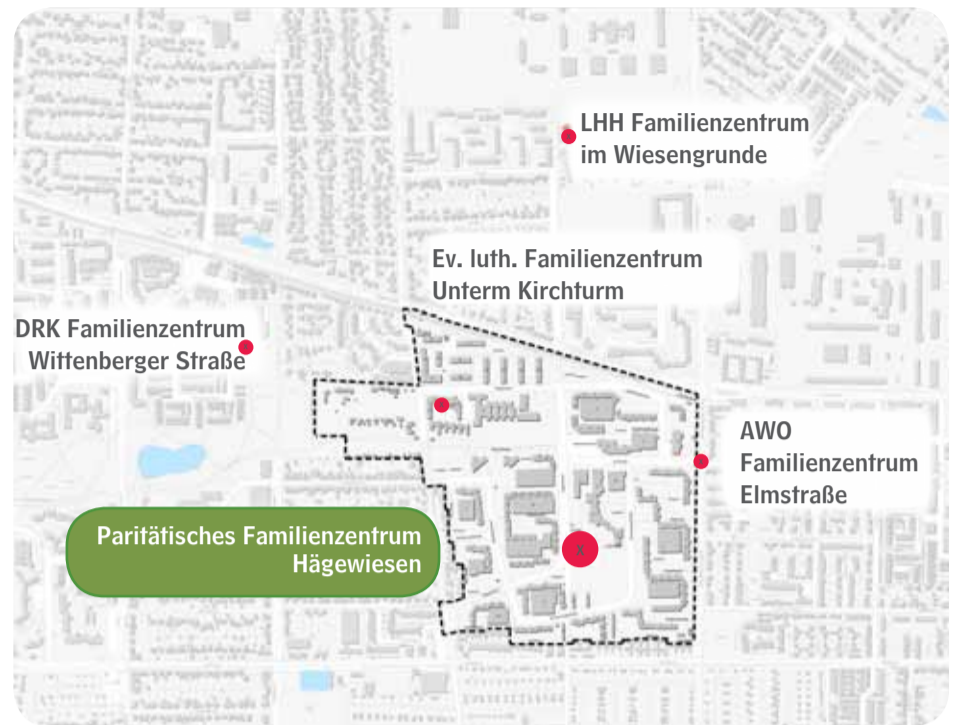 LHH Familienzentrum
im Wiesengrunde
Ev. luth. Familienzentrum
Unterm Kirchturm
DRK Familienzentrum
Wittenberger Straße
AWO
Familienzentrum
Elmstraße
Paritätisches Familienzentrum
Hägewiesen
x